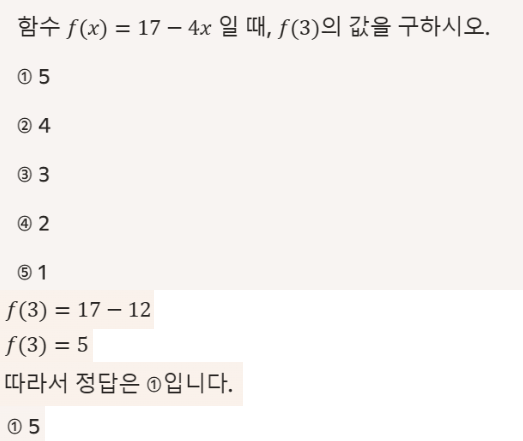 함수 f(x) = 17 − 4x 일 때, f(3)의 값을 구하시오.
① 5
② 4
③ 3
④ 2
⑤ 1
f(3) = 17 − 12
f(3) = 5
따라서 정답은 ①입니다.
① 5